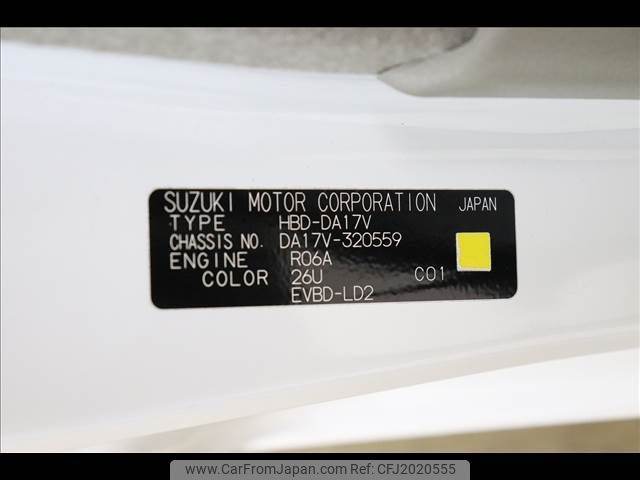 SUZUKI MOTOR CORPORATION JAPAN
TYPE HBD-DA17V
CHASSIS NO. DA17V-320559
ENGINE R06A
COLOR 26U C01
EVBD-LD2
www.CarFromJapan.com CFJ2020555